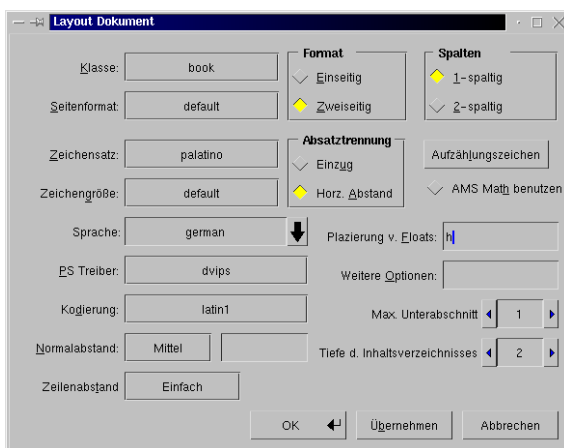 Layout Dokument
Klasse: book
Seitenformat: default
Zeichensatz: palatino
Zeichengröße: default
Sprache: german
PS Treiber: dvips
Kodierung: latin1
Normalabstand: Mittel
Zeilenabstand Einfach
Format
Einseitig
Zweiseitig
Absatztrennung
Einzug
Horz. Abstand
Spalten
1-spaltig
2-spaltig
Aufzählungszeichen
AMS Math benutzen
Plazierung v. Floats: h
Weitere Optionen:
Max. Unterabschnitt 1
Tiefe d. Inhaltsverzeichnisses 2
OK
Übernehmen
Abbrechen